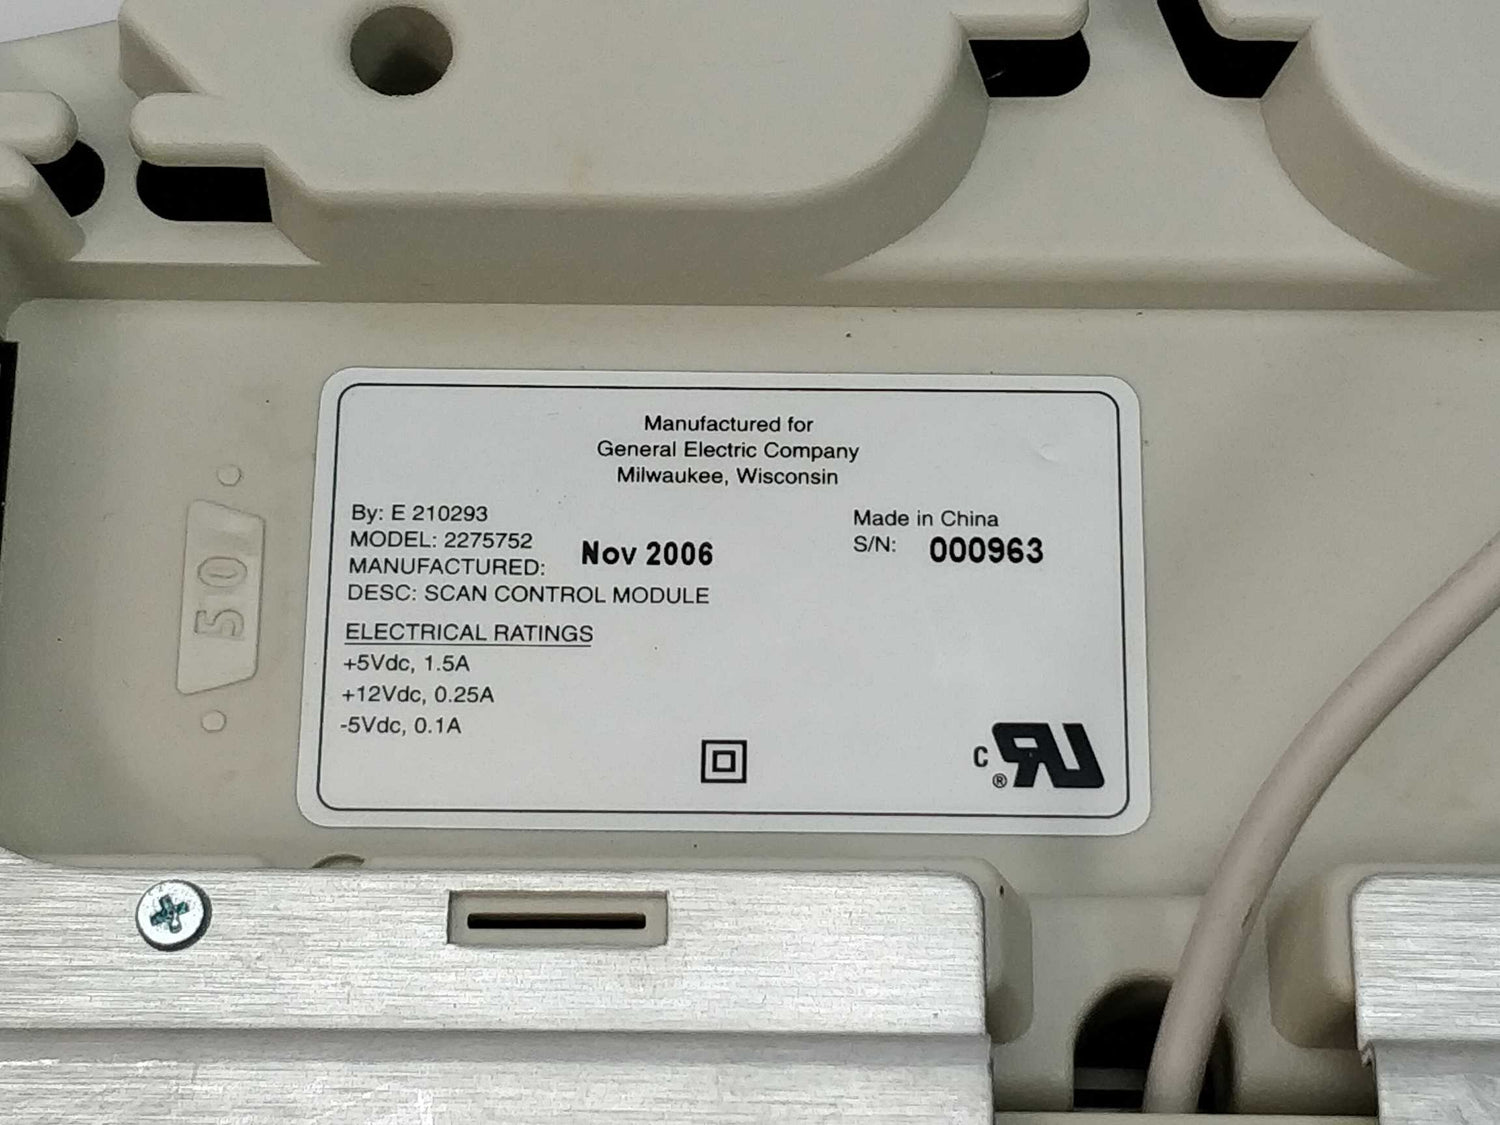 Manufactured for
General Electric Company
Milwaukee, Wisconsin
By: E 210293
MODEL: 2275752
MANUFACTURED: Nov 2006
DESC: SCAN CONTROL MODULE
Made in China
S/N: 000963
ELECTRICAL RATINGS
+5Vdc, 1.5A
+12Vdc, 0.25A
-5Vdc, 0.1A
c RU ®
50